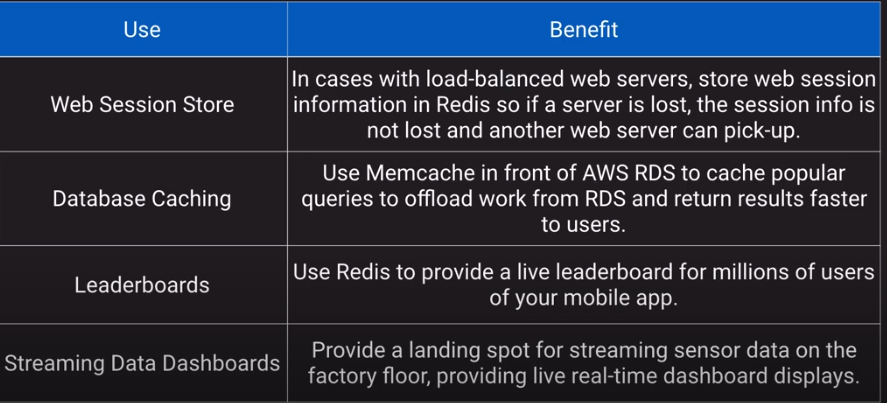 Use
Benefit
Web Session Store
In cases with load-balanced web servers, store web session
information in Redis so if a server is lost, the session info is
not lost and another web server can pick-up.
Database Caching
Use Memcache in front of AWS RDS to cache popular
queries to offload work from RDS and return results faster
to users.
Leaderboards
Use Redis to provide a live leaderboard for millions of users
of your mobile app.
Streaming Data Dashboards
Provide a landing spot for streaming sensor data on the
factory floor, providing live real-time dashboard displays.